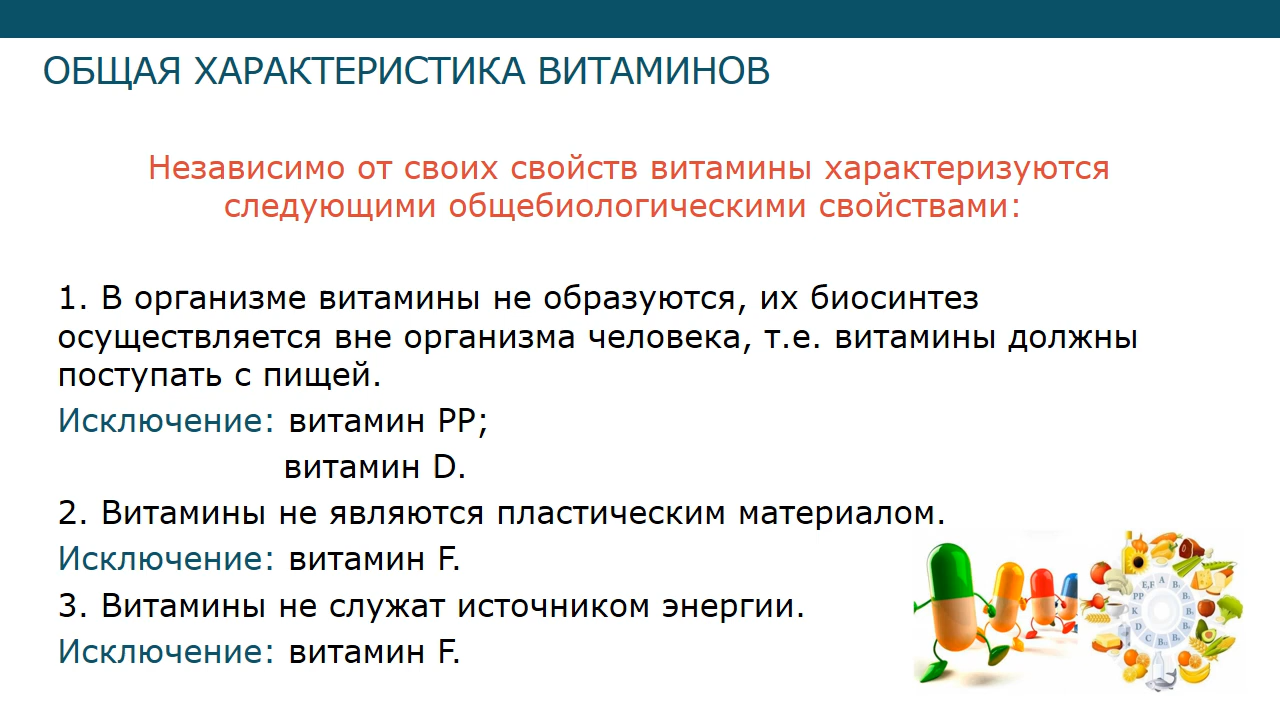 ОБЩАЯ ХАРАКТЕРИСТИКА ВИТАМИНОВ
Независимо от своих свойств витамины характеризуются
следующими общебиологическими свойствами:
1. В организме витамины не образуются, их биосинтез
осуществляется вне организма человека, т.е. витамины должны
поступать с пищей.
Исключение: витамин РР;
витамин D.
2. Витамины не являются пластическим материалом.
Исключение: витамин F.
3. Витамины не служат источником энергии.
Исключение: витамин F.
E,F
A
PP
K
D
C